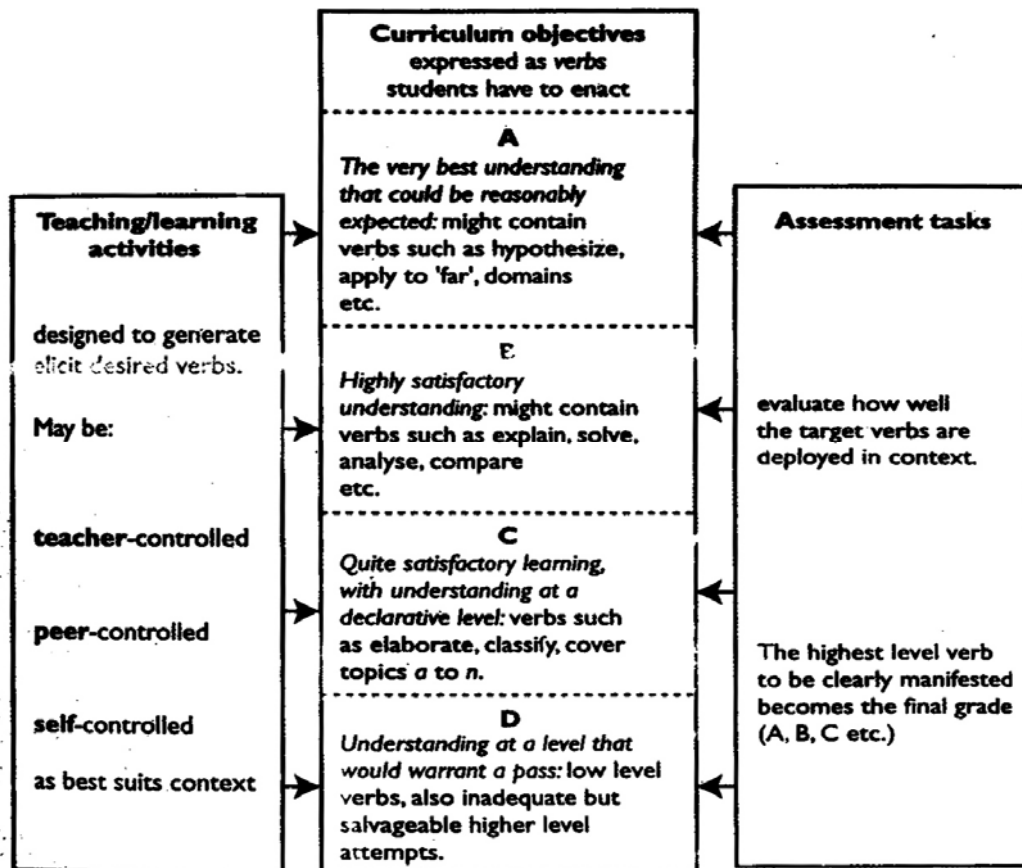 Curriculum objectives
expressed as verbs
students have to enact
Teaching/learning
activities
designed to generate
elicit desired verbs.
May be:
teacher-controlled
peer-controlled
self-controlled
as best suits context
A
The very best understanding
that could be reasonably
expected: might contain
verbs such as hypothesize,
apply to 'far', domains
etc.
B
Highly satisfactory
understanding: might contain
verbs such as explain, solve,
analyse, compare
etc.
C
Quite satisfactory learning,
with understanding at a
declarative level: verbs such
as elaborate, classify, cover
topics a to n.
D
Understanding at a level that
would warrant a pass: low level
verbs, also inadequate but
salvageable higher level
attempts.
Assessment tasks
evaluate how well
the target verbs are
deployed in context.
The highest level verb
to be clearly manifested
becomes the final grade
(A, B, C etc.)